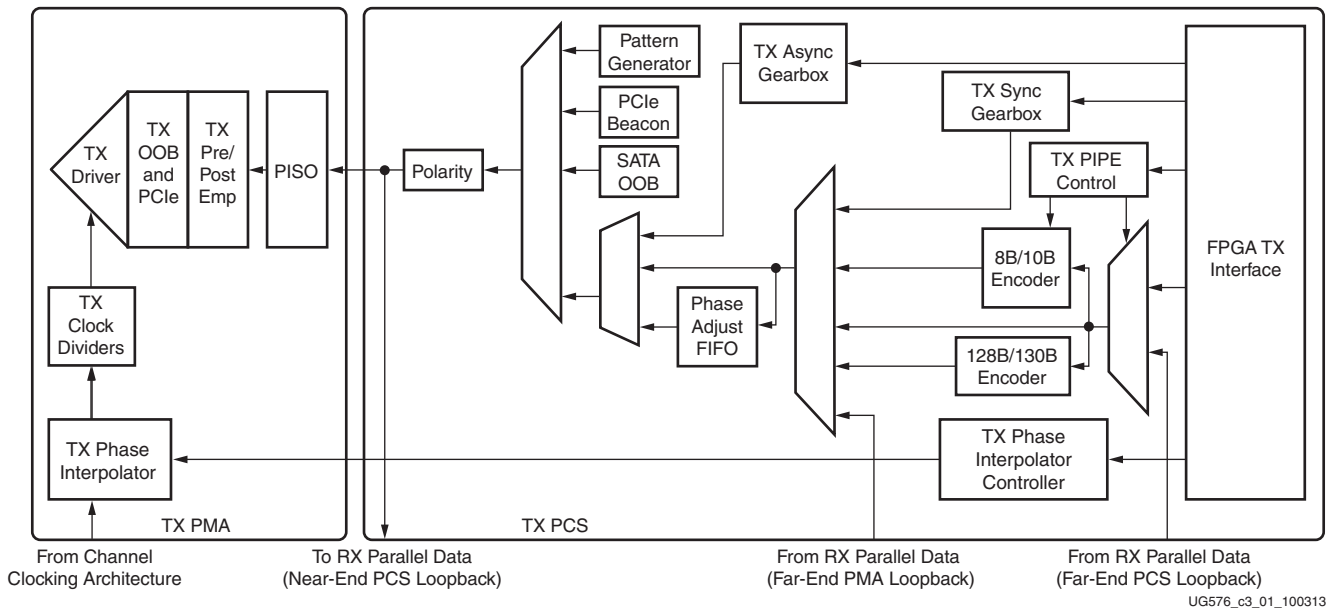 Pattern
Generator
TX Async
Gearbox
TX Sync
Gearbox
PCIe
Beacon
TX
Driver
TX
OOB
and
PCIe
TX
Pre/
Post
Emp
PISO
Polarity
SATA
OOB
TX PIPE
Control
FPGA TX
Interface
8B/10B
Encoder
TX
Clock
Dividers
Phase
Adjust
FIFO
128B/130B
Encoder
TX Phase
Interpolator
TX Phase
Interpolator
Controller
TX PMA
TX PCS
From Channel
Clocking Architecture
To RX Parallel Data
(Near-End PCS Loopback)
From RX Parallel Data
(Far-End PMA Loopback)
From RX Parallel Data
(Far-End PCS Loopback)
UG576_c3_01_100313